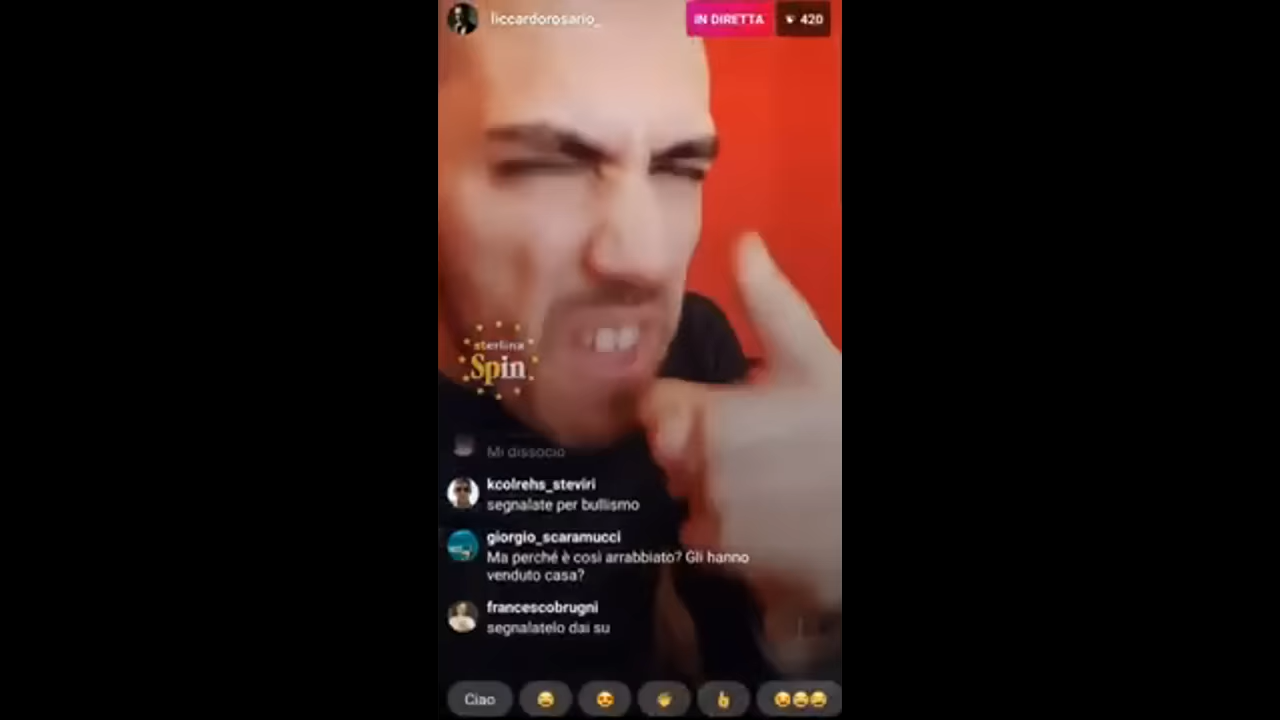 liccardorosario_
IN DIRETTA
420
sterlina
Spin
Mi dissocio
kcolrehs_steviri
segnalate per bullismo
giorgio_scaramucci
Ma perché è così arrabbiato? Gli hanno
venduto casa?
francescobrugni
segnalatelo dai su
Ciao